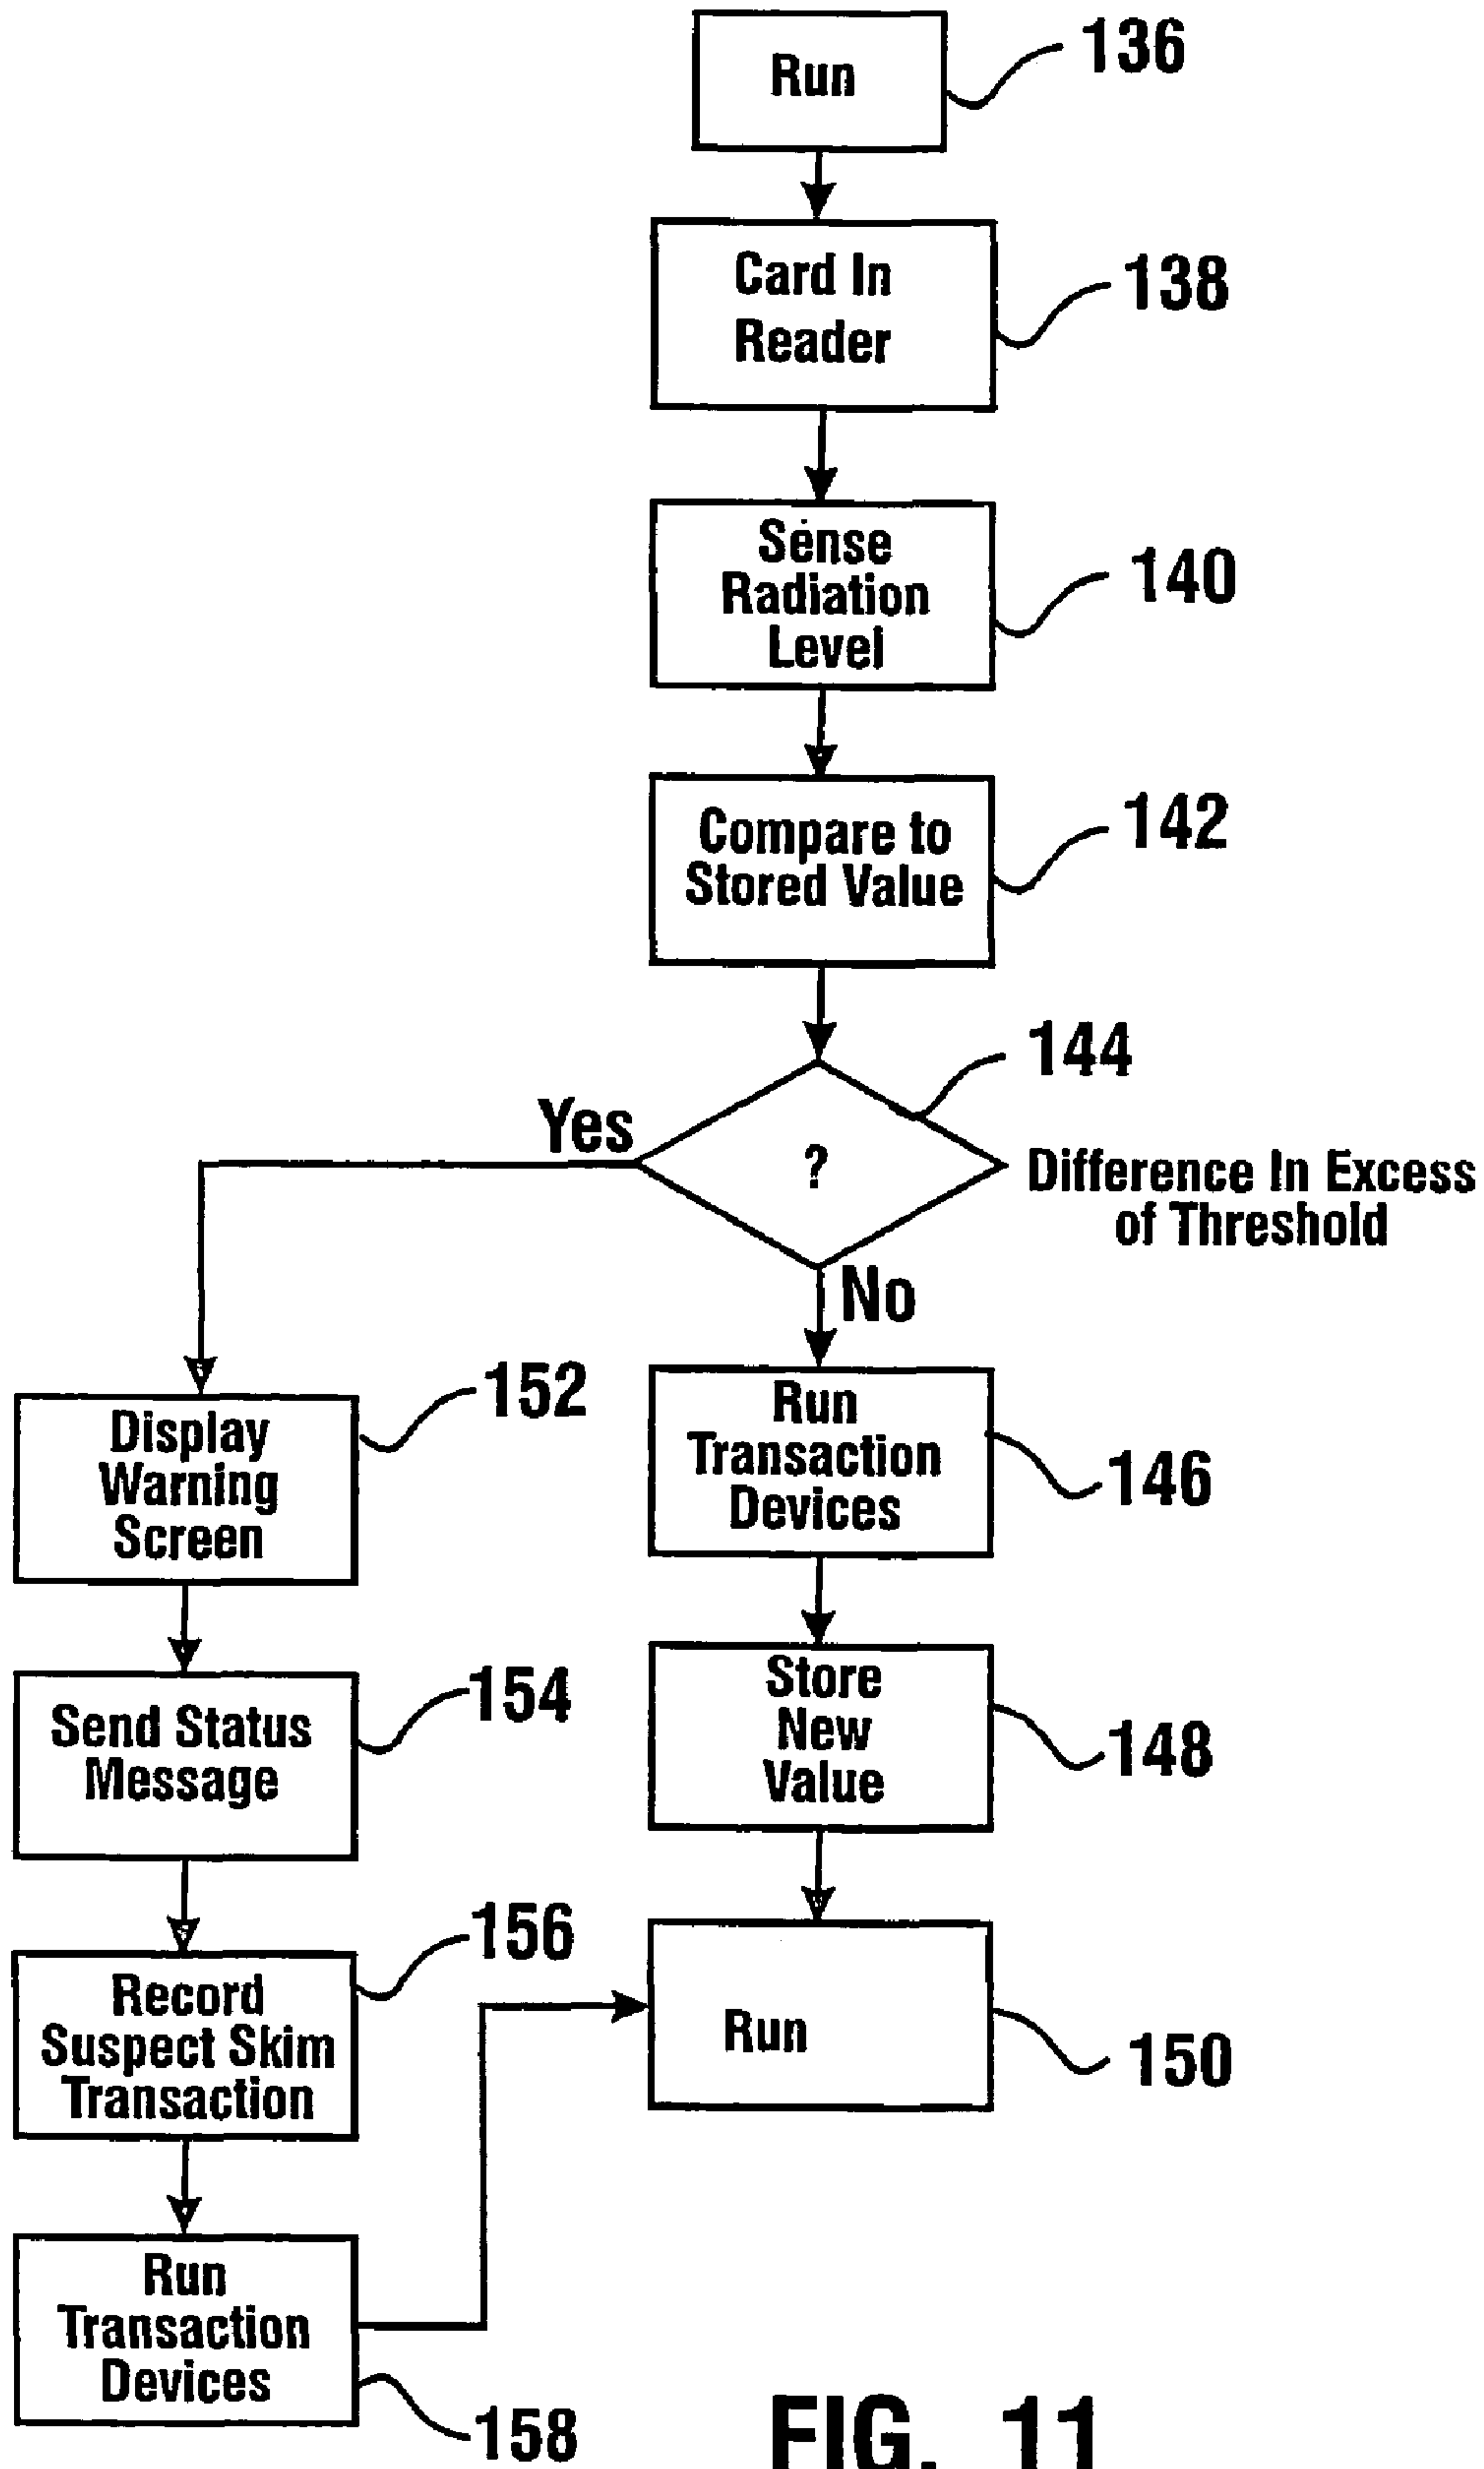 Run
136
Card In
Reader
138
Sense
Radiation
Level
140
Compare to
Stored Value
142
144
Yes
?
Difference In Excess
of Threshold
No
Display
Warning
Screen
152
Run
Transaction
Devices
146
Send Status
Message
154
Store
New
Value
148
Record
Suspect Skim
Transaction
156
Run
150
Run
Transaction
Devices
158
FIG. 11